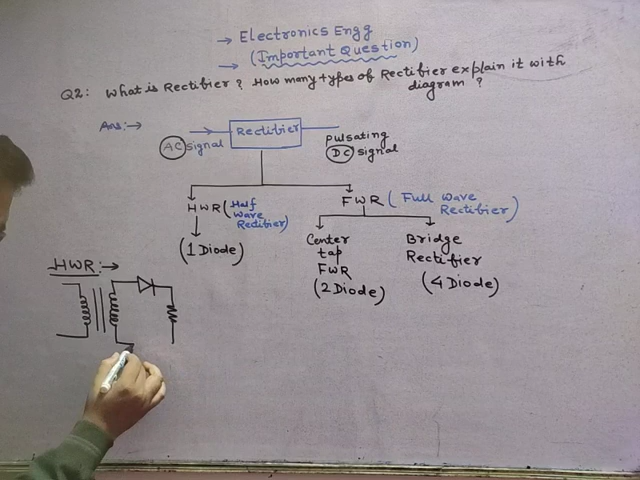 → Electronics Engg
→ (Important Question)
Q2: What is Rectifier? How many types of Rectifier explain it with
diagram?
Ans:→
Rectifier
AC signal
pulsating
DC signal
HWR (Half
Wave
Rectifier)
(1 Diode)
FWR (Full Wave
Rectifier)
Center
tap
FWR
(2 Diode)
Bridge
Rectifier
(4 Diode)
HWR:→